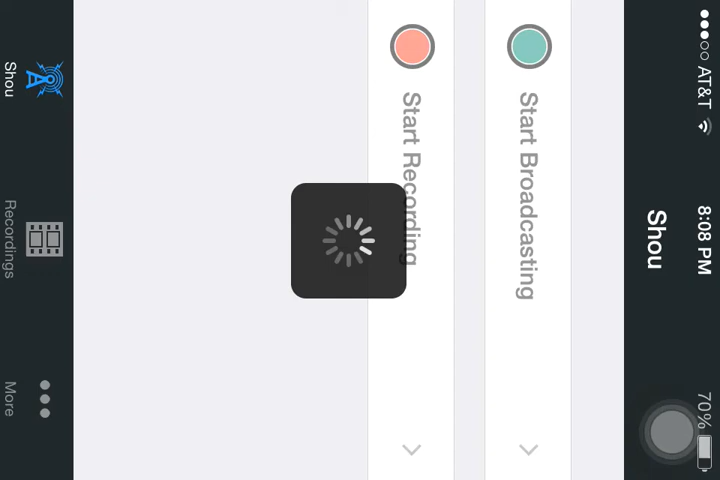 AT&T 8:08 PM 70%
Shou
Start Broadcasting
Start Recording
Shou Recordings More